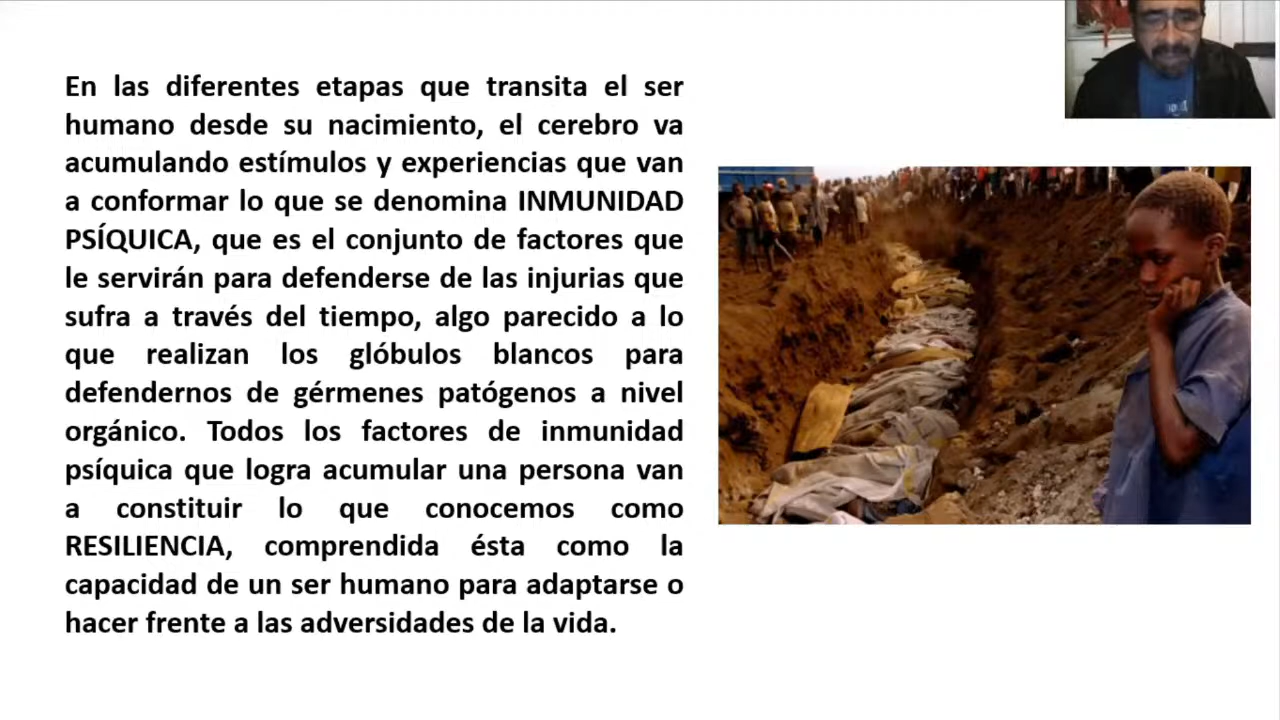 En las diferentes etapas que transita el ser
humano desde su nacimiento, el cerebro va
acumulando estímulos y experiencias que van
a conformar lo que se denomina INMUNIDAD
PSÍQUICA, que es el conjunto de factores que
le servirán para defenderse de las injurias que
sufra a través del tiempo, algo parecido a lo
que realizan los glóbulos blancos para
defendernos de gérmenes patógenos a nivel
orgánico. Todos los factores de inmunidad
psíquica que logra acumular una persona van
a constituir lo que conocemos como
RESILIENCIA, comprendida ésta como la
capacidad de un ser humano para adaptarse o
hacer frente a las adversidades de la vida.